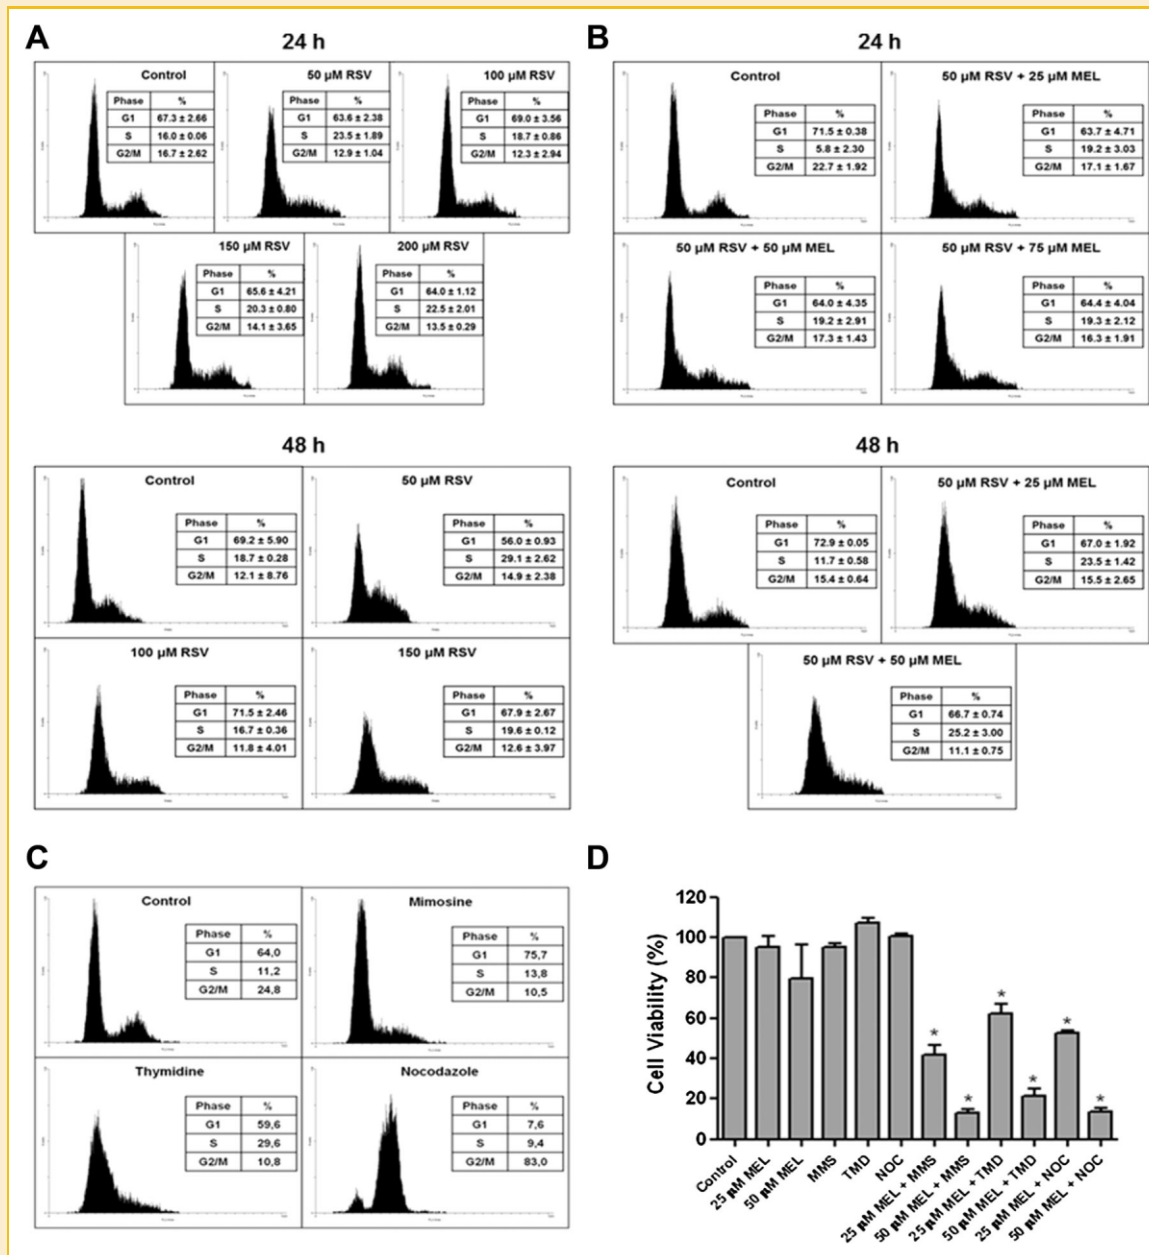 A
24 h
Control
Phase %
G1 67.3 ± 2.66
S 16.0 ± 0.06
G2/M 16.7 ± 2.62
50 µM RSV
Phase %
G1 63.6 ± 2.38
S 23.5 ± 1.89
G2/M 12.9 ± 1.04
100 µM RSV
Phase %
G1 69.0 ± 3.56
S 18.7 ± 0.86
G2/M 12.3 ± 2.94
150 µM RSV
Phase %
G1 65.6 ± 4.21
S 20.3 ± 0.80
G2/M 14.1 ± 3.65
200 µM RSV
Phase %
G1 64.0 ± 1.12
S 22.5 ± 2.01
G2/M 13.5 ± 0.29
48 h
Control
Phase %
G1 69.2 ± 5.90
S 18.7 ± 0.28
G2/M 12.1 ± 8.76
50 µM RSV
Phase %
G1 56.0 ± 0.93
S 29.1 ± 2.62
G2/M 14.9 ± 2.38
100 µM RSV
Phase %
G1 71.5 ± 2.46
S 16.7 ± 0.36
G2/M 11.8 ± 4.01
150 µM RSV
Phase %
G1 67.9 ± 2.67
S 19.6 ± 0.12
G2/M 12.6 ± 3.97
B
24 h
Control
Phase %
G1 71.5 ± 0.38
S 5.8 ± 2.30
G2/M 22.7 ± 1.92
50 µM RSV + 25 µM MEL
Phase %
G1 63.7 ± 4.71
S 19.2 ± 3.03
G2/M 17.1 ± 1.67
50 µM RSV + 50 µM MEL
Phase %
G1 64.0 ± 4.35
S 19.2 ± 2.91
G2/M 17.3 ± 1.43
50 µM RSV + 75 µM MEL
Phase %
G1 64.4 ± 4.04
S 19.3 ± 2.12
G2/M 16.3 ± 1.91
48 h
Control
Phase %
G1 72.9 ± 0.05
S 11.7 ± 0.58
G2/M 15.4 ± 0.64
50 µM RSV + 25 µM MEL
Phase %
G1 67.0 ± 1.92
S 23.5 ± 1.42
G2/M 15.5 ± 2.65
50 µM RSV + 50 µM MEL
Phase %
G1 66.7 ± 0.74
S 25.2 ± 3.00
G2/M 11.1 ± 0.75
C
Control
Phase %
G1 64,0
S 11,2
G2/M 24,8
Mimosine
Phase %
G1 75,7
S 13,8
G2/M 10,5
Thymidine
Phase %
G1 59,6
S 29,6
G2/M 10,8
Nocodazole
Phase %
G1 7,6
S 9,4
G2/M 83,0
D
Cell Viability (%)
120
100
80
60
40
20
0
* * * * * *
Control
25 µM MEL
50 µM MEL
MMS
TMD
NOC
25 µM MEL + MMS
50 µM MEL + MMS
25 µM MEL + TMD
50 µM MEL + TMD
25 µM MEL + NOC
50 µM MEL + NOC